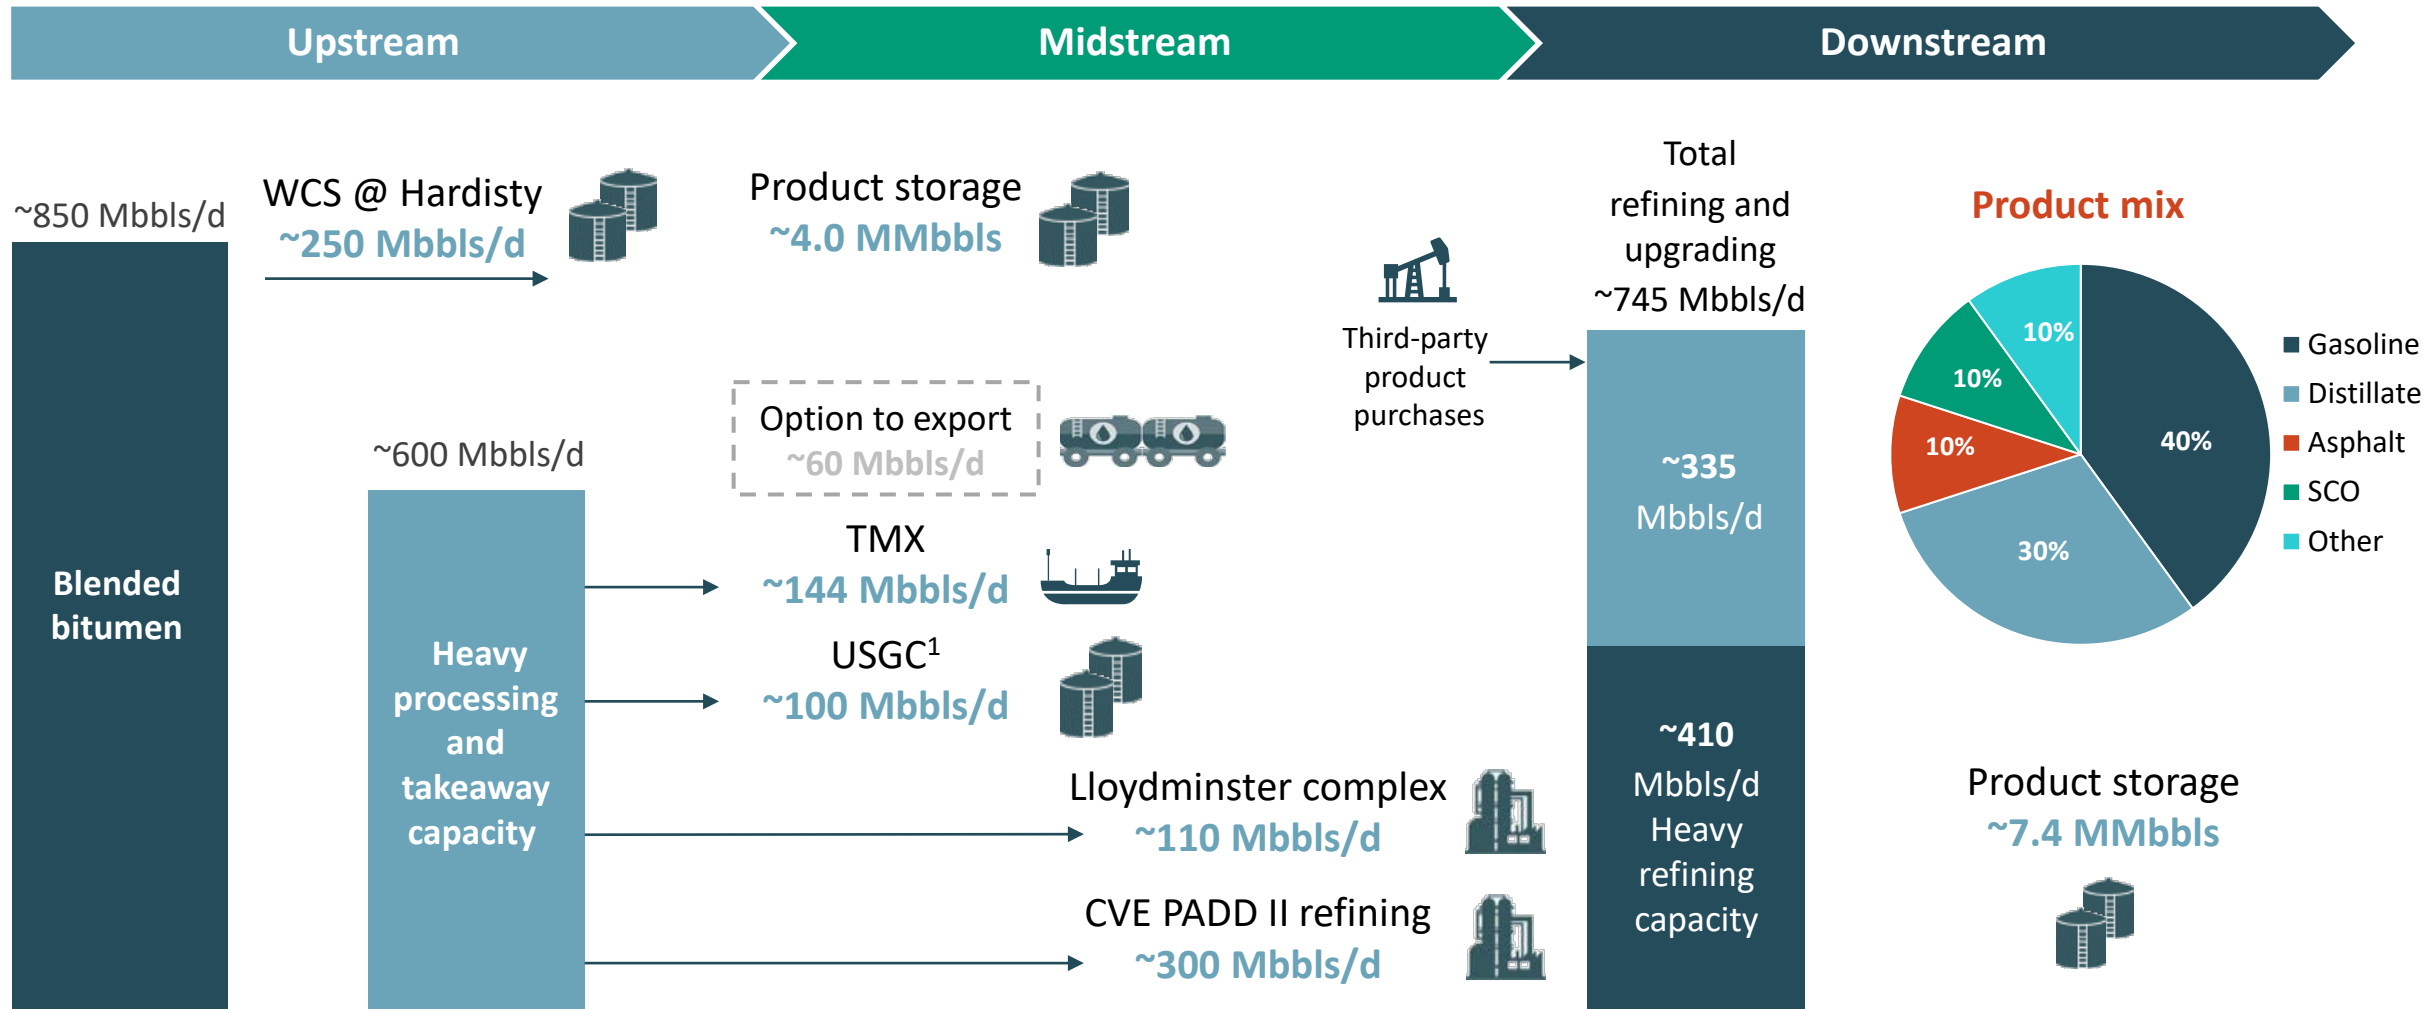 Upstream
Midstream
Downstream
~850 Mbbls/d
Blended
bitumen
WCS @ Hardisty
~250 Mbbls/d
~600 Mbbls/d
Heavy
processing
and
takeaway
capacity
Product storage
~4.0 MMbbls
Option to export
~60 Mbbls/d
TMX
~144 Mbbls/d
USGC¹
~100 Mbbls/d
Lloydminster complex
~110 Mbbls/d
CVE PADD II refining
~300 Mbbls/d
Third-party
product
purchases
Total
refining and
upgrading
~745 Mbbls/d
~335
Mbbls/d
~410
Mbbls/d
Heavy
refining
capacity
Product mix
10%
10%
10%
40%
30%
Gasoline
Distillate
Asphalt
SCO
Other
Product storage
~7.4 MMbbls